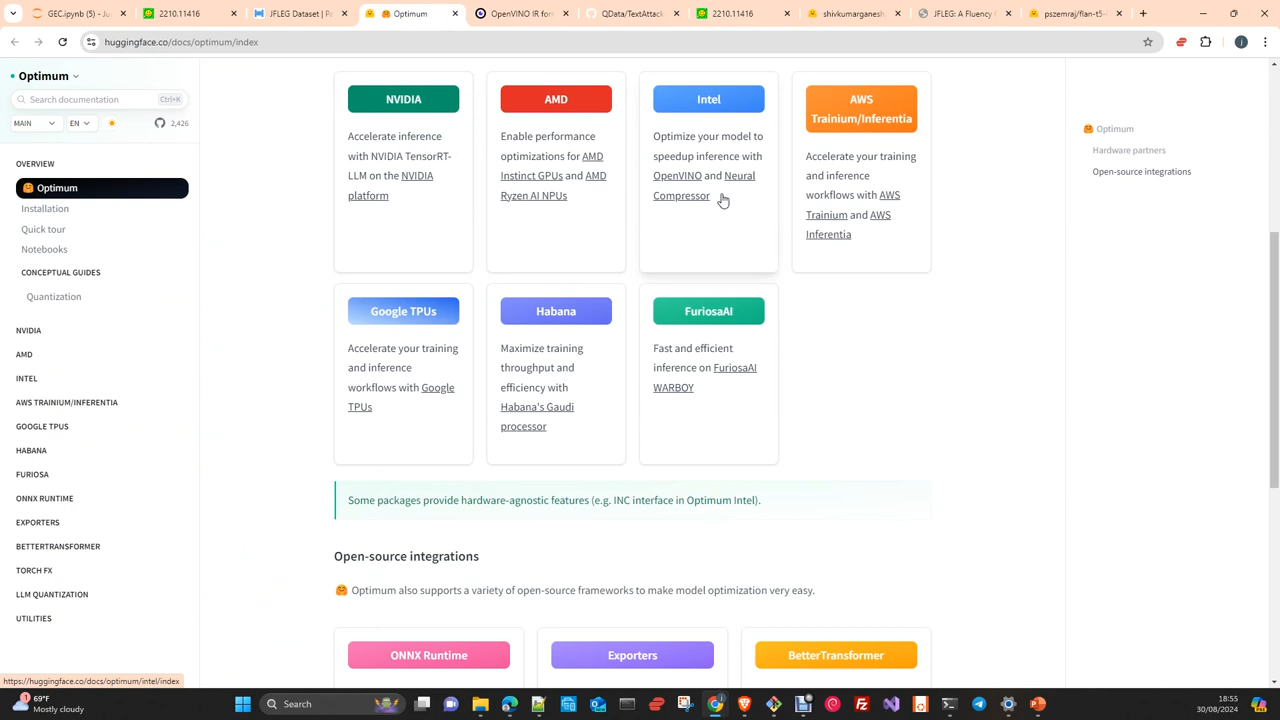 GEC.ipynb (5) - Jup
2210.11416
JFLEG Dataset | P
Optimum
OpenVINO IR form
QData/TextAttack
2210.11416
shivkumarganesh
JFLEG: A Fluency
pszemraj/flan-t5-
huggingface.co/docs/optimum/index
Optimum
Search documentation
Ctrl+K
MAIN
EN
2,426
OVERVIEW
Optimum
Installation
Quick tour
Notebooks
CONCEPTUAL GUIDES
Quantization
NVIDIA
AMD
INTEL
AWS TRAINIUM/INFERENTIA
GOOGLE TPUS
HABANA
FURIOSA
ONNX RUNTIME
EXPORTERS
BETTERTRANSFORMER
TORCH FX
LLM QUANTIZATION
UTILITIES
NVIDIA
Accelerate inference
with NVIDIA TensorRT-
LLM on the NVIDIA
platform
AMD
Enable performance
optimizations for AMD
Instinct GPUs and AMD
Ryzen AI NPUs
Intel
Optimize your model to
speedup inference with
OpenVINO and Neural
Compressor
AWS
Trainium/Inferentia
Accelerate your training
and inference
workflows with AWS
Trainium and AWS
Inferentia
Google TPUs
Accelerate your training
and inference
workflows with Google
TPUs
Habana
Maximize training
throughput and
efficiency with
Habana's Gaudi
processor
FuriosaAI
Fast and efficient
inference on FuriosaAI
WARBOY
Some packages provide hardware-agnostic features (e.g. INC interface in Optimum Intel).
Open-source integrations
Optimum also supports a variety of open-source frameworks to make model optimization very easy.
ONNX Runtime
Exporters
BetterTransformer
Optimum
Hardware partners
Open-source integrations
https://huggingface.co/docs/optimum/intel/index
69°F
Mostly cloudy
Search
18:55
30/08/2024